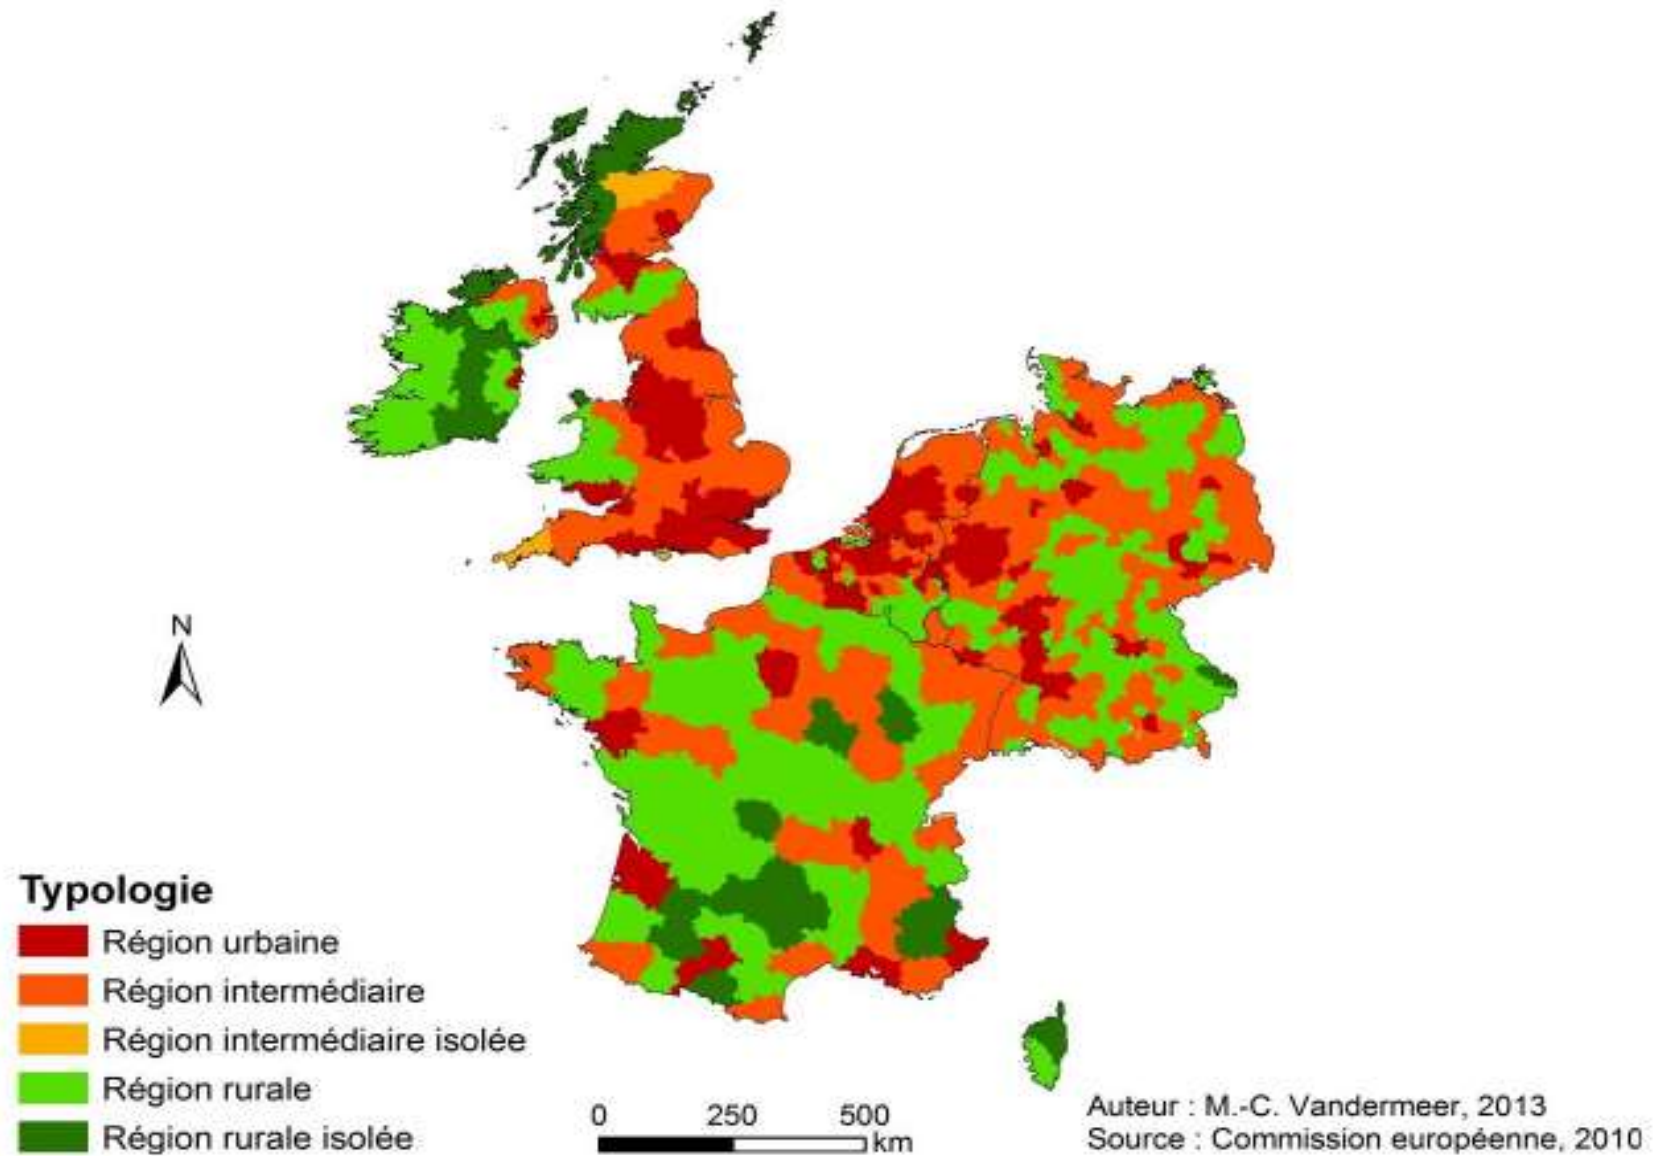 N
Typologie
Région urbaine
Région intermédiaire
Région intermédiaire isolée
Région rurale
Région rurale isolée
0 250 500
km
Auteur : M.-C. Vandermeer, 2013
Source : Commission européenne, 2010